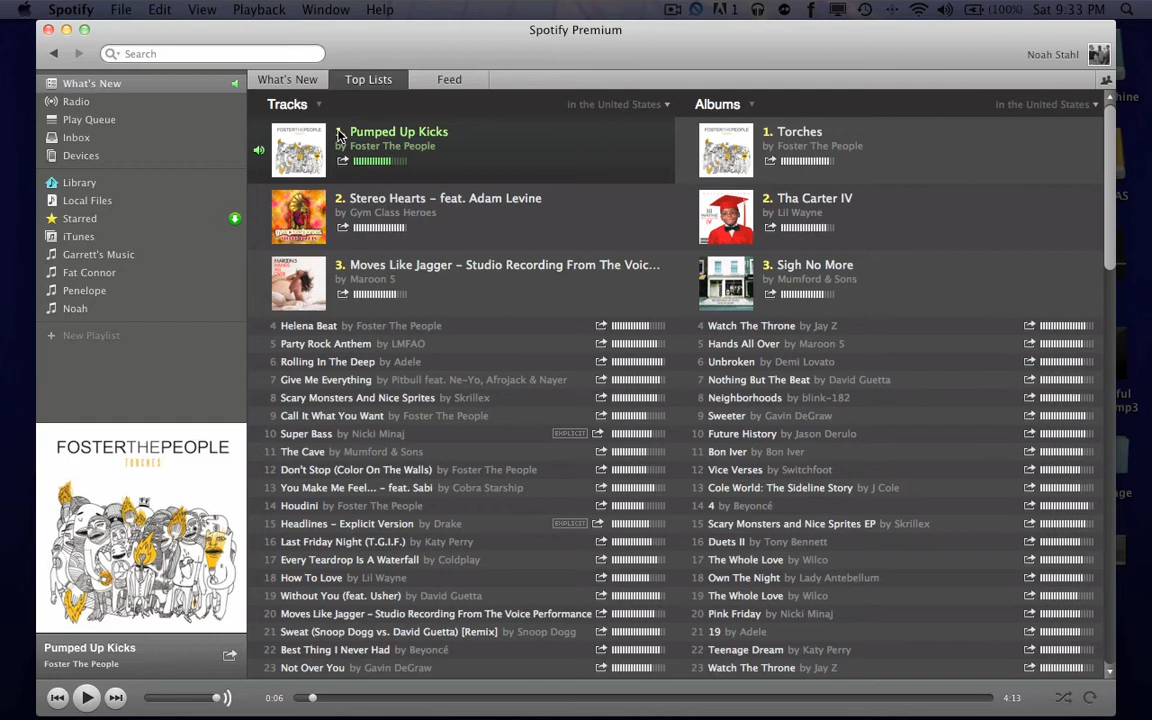 Spotify File Edit View Playback Window Help 1 (100%) Sat 9:33 PM
Spotify Premium
Search
Noah Stahl
What's New Top Lists Feed
What's New
Radio
Play Queue
Inbox
Devices
Library
Local Files
Starred
iTunes
Garrett's Music
Fat Connor
Penelope
Noah
New Playlist
FOSTERTHEPEOPLE
TORCHES
Pumped Up Kicks
Foster The People
Tracks in the United States
1. Pumped Up Kicks
by Foster The People
2. Stereo Hearts – feat. Adam Levine
by Gym Class Heroes
3. Moves Like Jagger – Studio Recording From The Voic...
by Maroon 5
4 Helena Beat by Foster The People
5 Party Rock Anthem by LMFAO
6 Rolling In The Deep by Adele
7 Give Me Everything by Pitbull feat. Ne-Yo, Afrojack & Nayer
8 Scary Monsters And Nice Sprites by Skrillex
9 Call It What You Want by Foster The People
10 Super Bass by Nicki Minaj EXPLICIT
11 The Cave by Mumford & Sons
12 Don't Stop (Color On The Walls) by Foster The People
13 You Make Me Feel... – feat. Sabi by Cobra Starship
14 Houdini by Foster The People
15 Headlines – Explicit Version by Drake EXPLICIT
16 Last Friday Night (T.G.I.F.) by Katy Perry
17 Every Teardrop Is A Waterfall by Coldplay
18 How To Love by Lil Wayne
19 Without You (feat. Usher) by David Guetta
20 Moves Like Jagger – Studio Recording From The Voice Performance
21 Sweat (Snoop Dogg vs. David Guetta) [Remix] by Snoop Dogg
22 Best Thing I Never Had by Beyoncé
23 Not Over You by Gavin DeGraw
Albums in the United States
1. Torches
by Foster The People
2. Tha Carter IV
by Lil Wayne
3. Sigh No More
by Mumford & Sons
4 Watch The Throne by Jay Z
5 Hands All Over by Maroon 5
6 Unbroken by Demi Lovato
7 Nothing But The Beat by David Guetta
8 Neighborhoods by blink-182
9 Sweeter by Gavin DeGraw
10 Future History by Jason Derulo
11 Bon Iver by Bon Iver
12 Vice Verses by Switchfoot
13 Cole World: The Sideline Story by J Cole
14 4 by Beyoncé
15 Scary Monsters and Nice Sprites EP by Skrillex
16 Duets II by Tony Bennett
17 The Whole Love by Wilco
18 Own The Night by Lady Antebellum
19 The Whole Love by Wilco
20 Pink Friday by Nicki Minaj
21 19 by Adele
22 Teenage Dream by Katy Perry
23 Watch The Throne by Jay Z
0:06 4:13